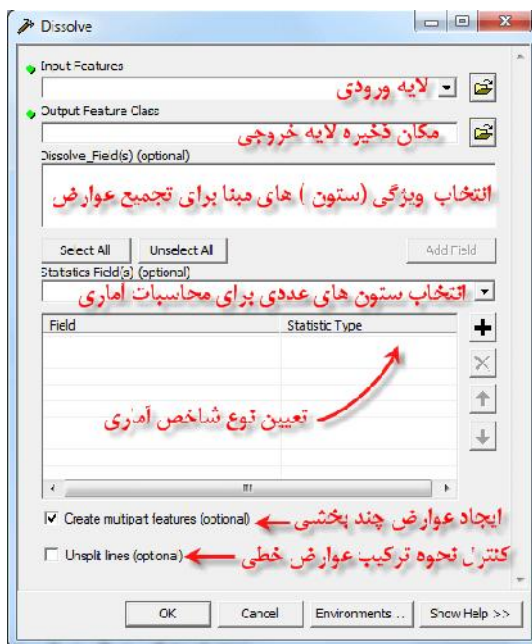 Dissolve
Input Features
لایه ورودی
Output Feature Class
مکان ذخیره لایه خروجی
Dissolve_Field(s) (optional)
انتخاب ویژگی (ستون ) های مبنا برای تجمیع عوارض
Select All Unselect All Add Field
Statistics Field(s) (optional)
انتخاب ستون های عددی برای محاسبات آماری
Field Statistic Type
تعیین نوع شاخص آماری
Create multipart features (optional) ایجاد عوارض چند بخشی
Unsplit lines (optional) کنترل نحوه ترکیب عوارض خطی
OK Cancel Environments... Show Help >>